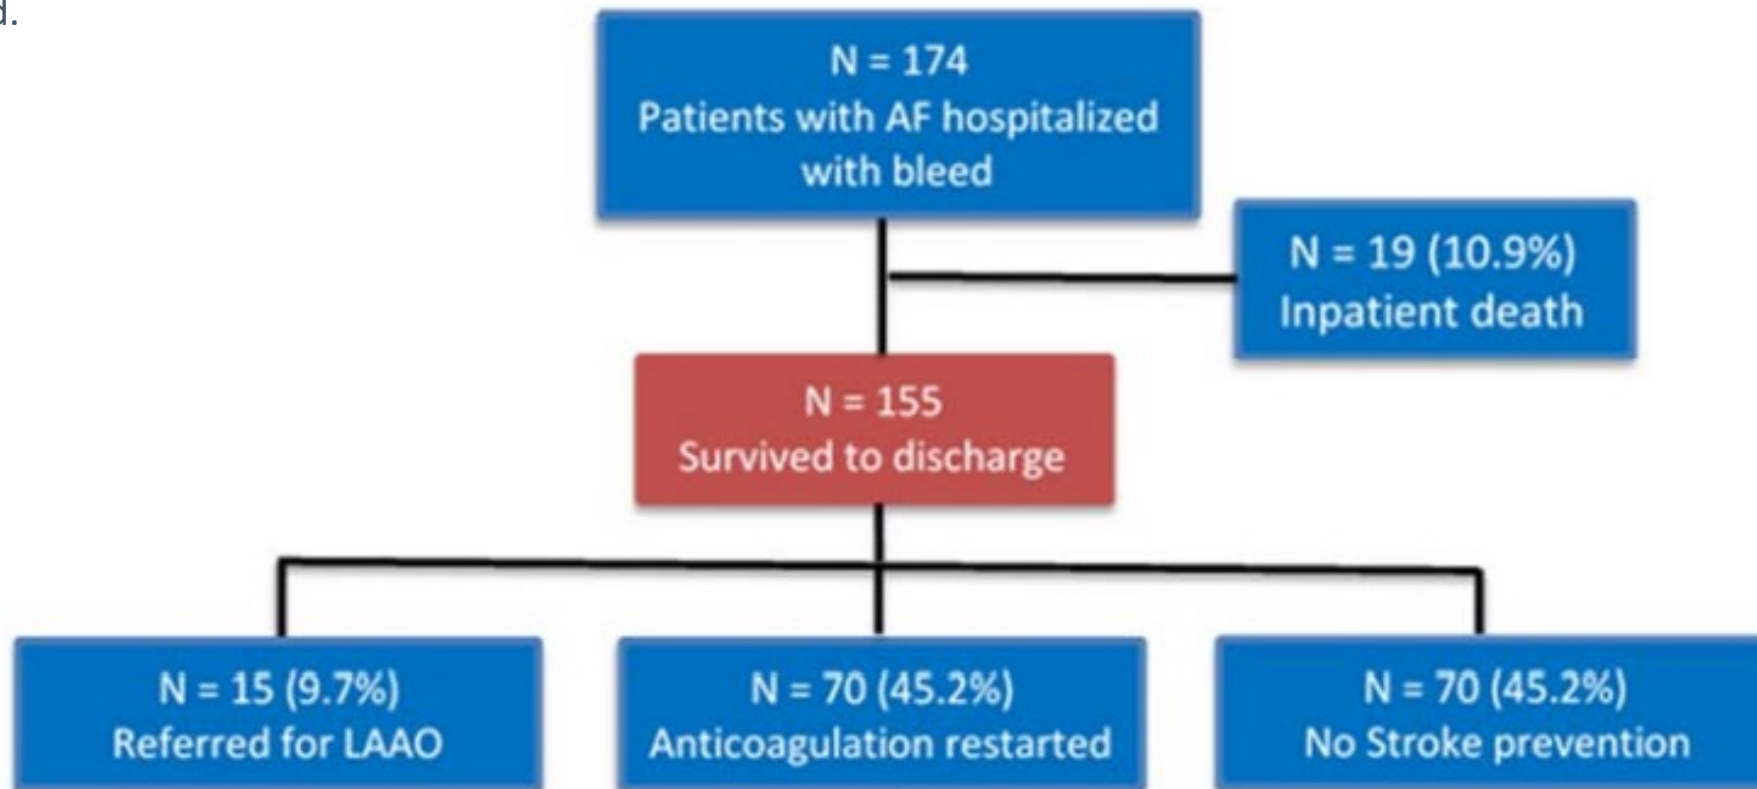 d.
N = 174
Patients with AF hospitalized
with bleed
N = 19 (10.9%)
Inpatient death
N = 155
Survived to discharge
N = 15 (9.7%)
Referred for LAAO
N = 70 (45.2%)
Anticoagulation restarted
N = 70 (45.2%)
No Stroke prevention